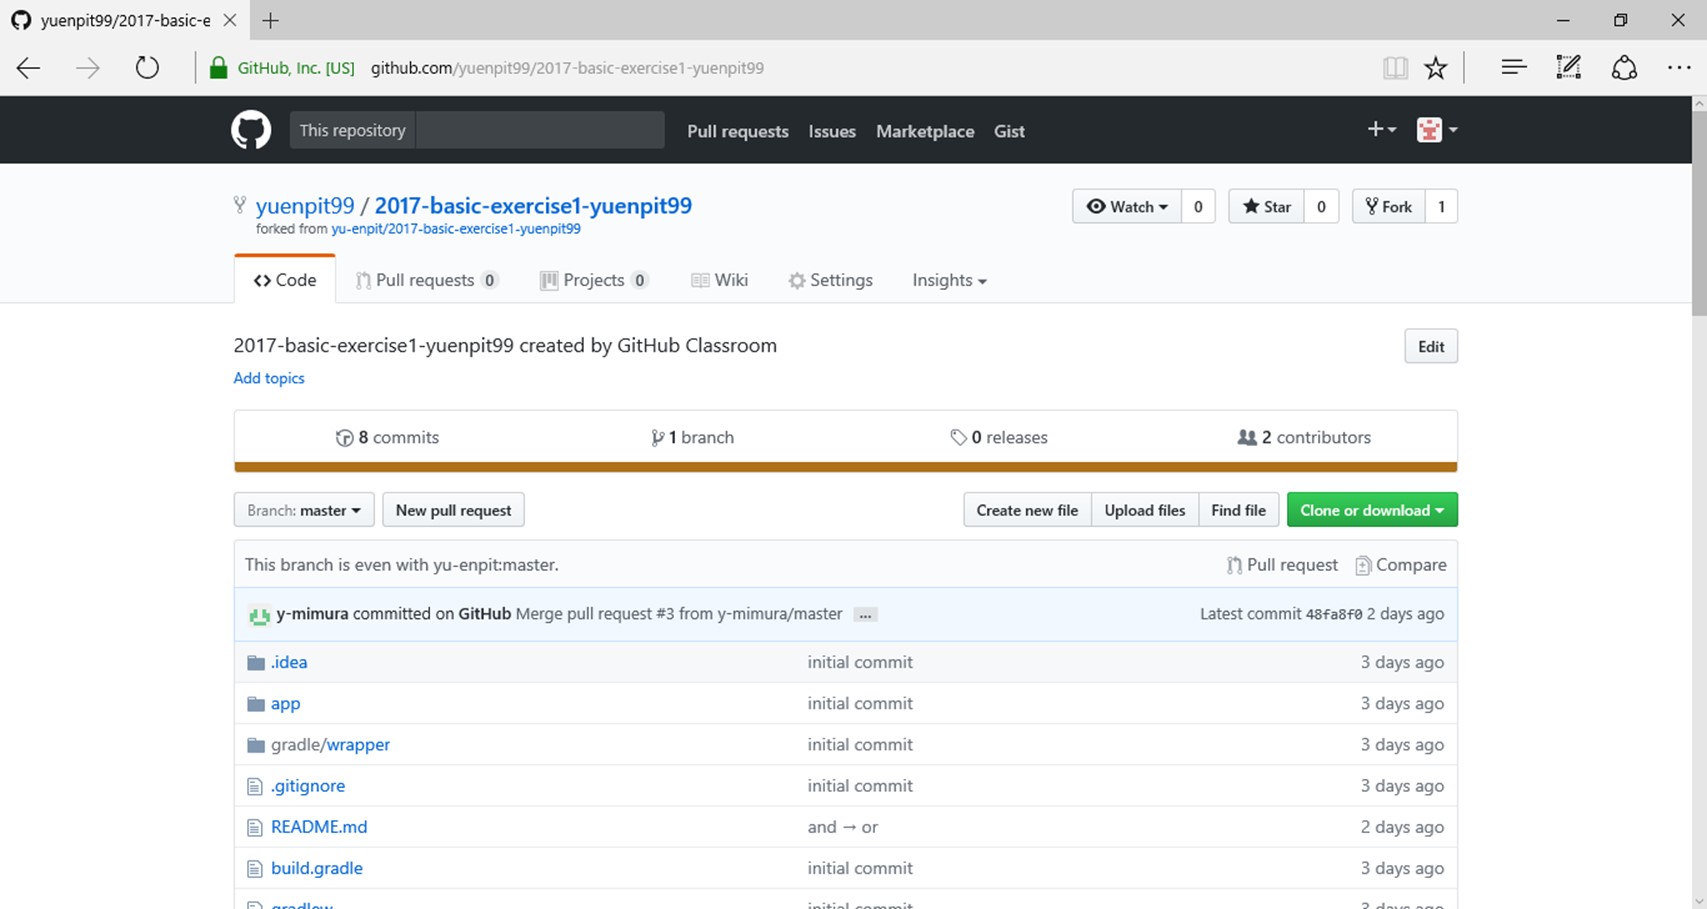 yuenpit99/2017-basic-e
GitHub, Inc. [US] github.com/yuenpit99/2017-basic-exercise1-yuenpit99
This repository Pull requests Issues Marketplace Gist
yuenpit99 / 2017-basic-exercise1-yuenpit99 Watch 0 Star 0 Fork 1
forked from yu-enpit/2017-basic-exercise1-yuenpit99
Code Pull requests 0 Projects 0 Wiki Settings Insights
2017-basic-exercise1-yuenpit99 created by GitHub Classroom Edit
Add topics
8 commits 1 branch 0 releases 2 contributors
Branch: master New pull request Create new file Upload files Find file Clone or download
This branch is even with yu-enpit:master. Pull request Compare
y-mimura committed on GitHub Merge pull request #3 from y-mimura/master ... Latest commit 48fa8f0 2 days ago
.idea initial commit 3 days ago
app initial commit 3 days ago
gradle/wrapper initial commit 3 days ago
.gitignore initial commit 3 days ago
README.md and → or 2 days ago
build.gradle initial commit 3 days ago
gradlew initial commit 3 days ago